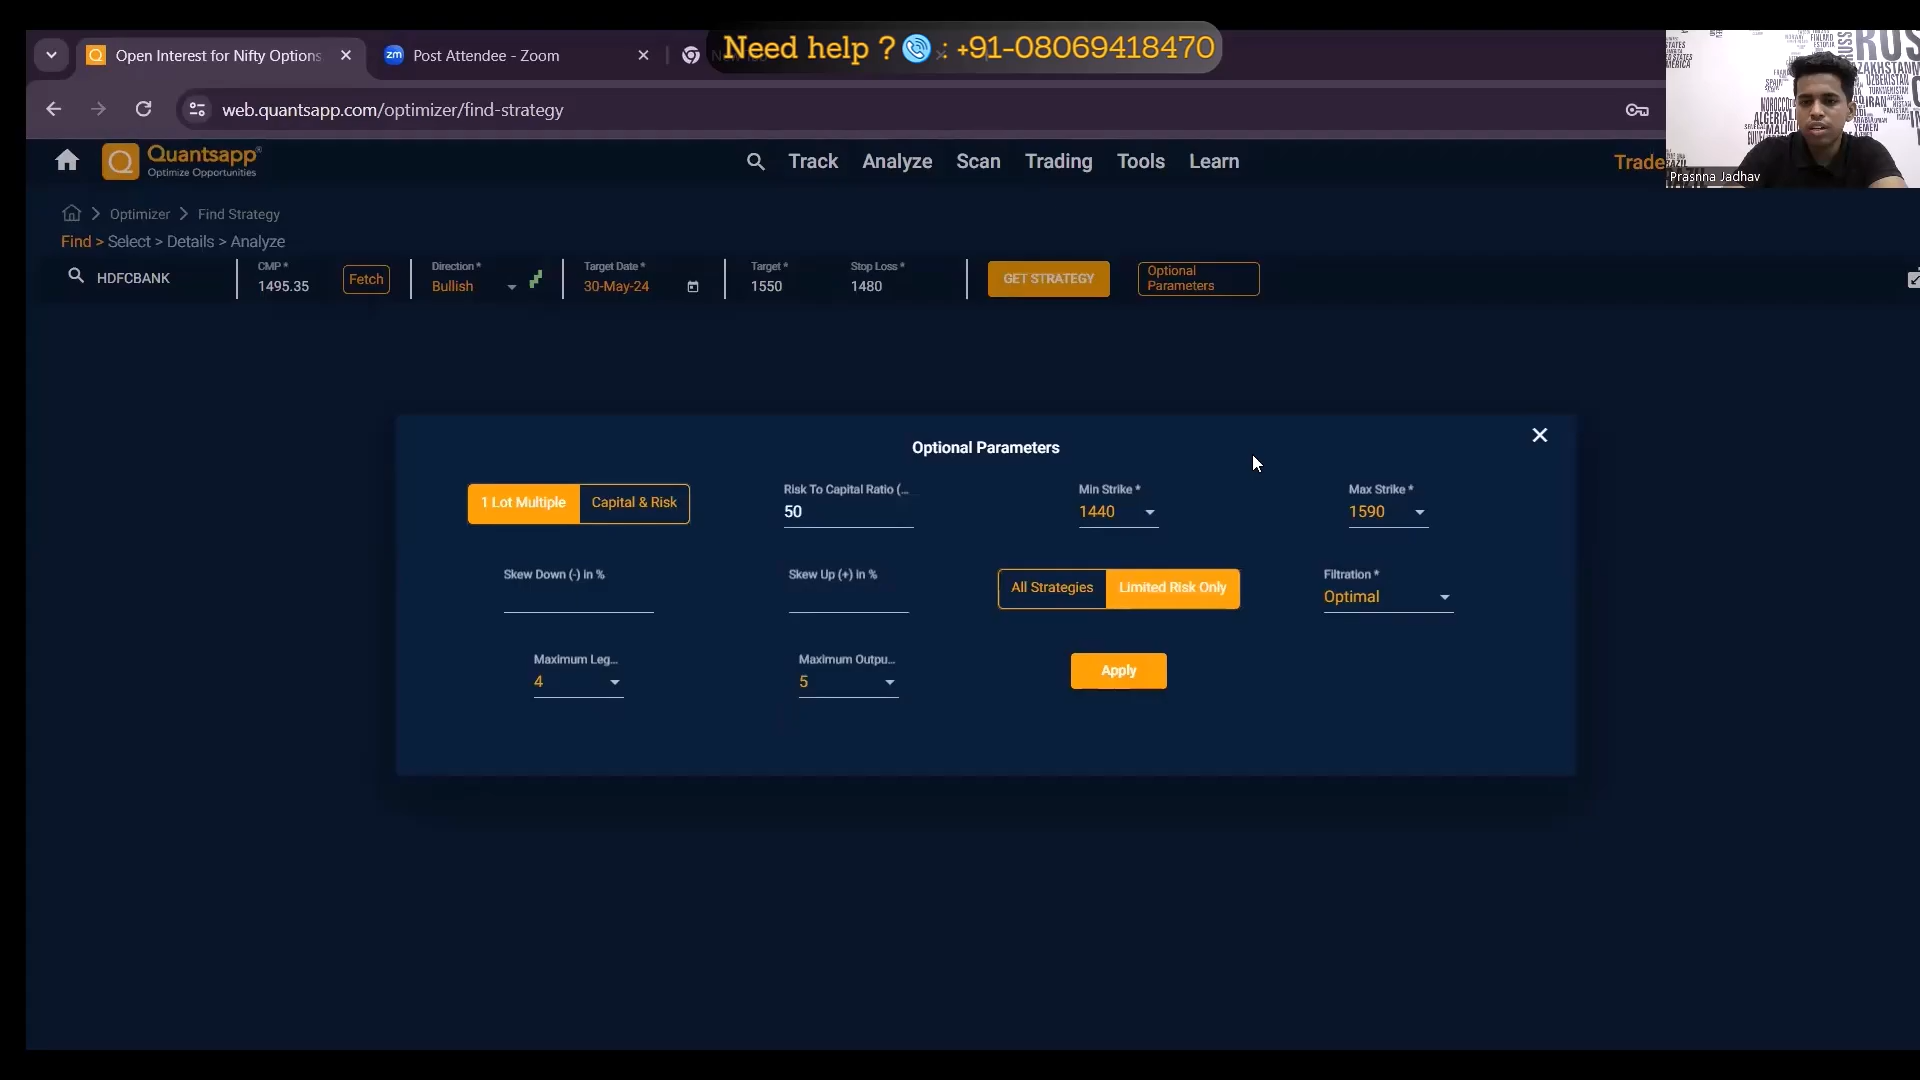 Need help ? : +91-08069418470
Open Interest for Nifty Options
Post Attendee - Zoom
web.quantsapp.com/optimizer/find-strategy
Quantsapp®
Optimize Opportunities
Track
Analyze
Scan
Trading
Tools
Learn
Trade
Prasnna Jadhav
Optimizer
Find Strategy
Find > Select > Details > Analyze
HDFCBANK
CMP *
1495.35
Fetch
Direction *
Bullish
Target Date *
30-May-24
Target *
1550
Stop Loss *
1480
GET STRATEGY
Optional
Parameters
Optional Parameters
1 Lot Multiple
Capital & Risk
Risk To Capital Ratio (...
50
Min Strike *
1440
Max Strike *
1590
Skew Down (-) in %
Skew Up (+) in %
All Strategies
Limited Risk Only
Filtration *
Optimal
Maximum Leg...
4
Maximum Outpu...
5
Apply